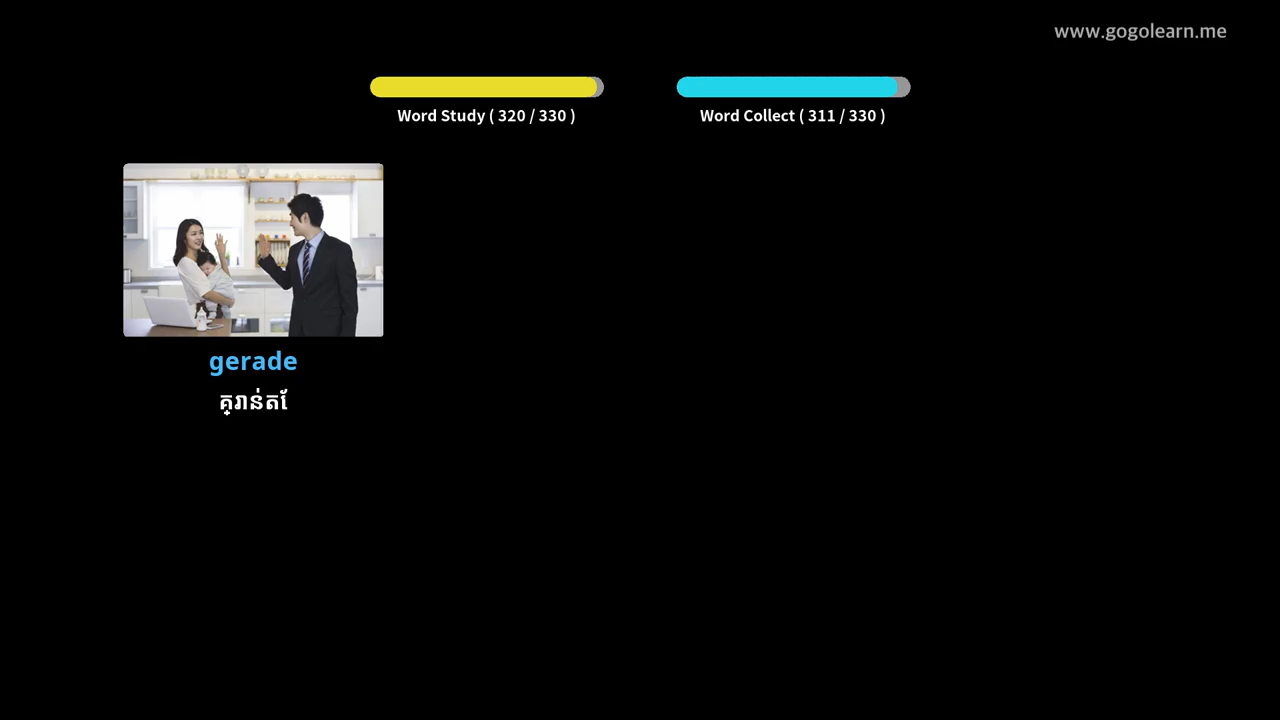 www.gogolearn.me
Word Study ( 320 / 330 )
Word Collect ( 311 / 330 )
gerade
គ្រាន់តែ